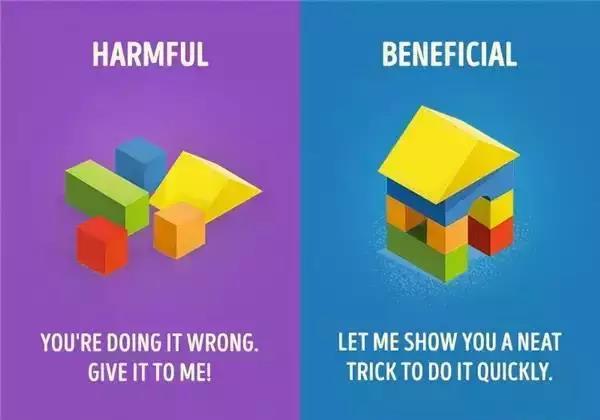 HARMFUL
YOU'RE DOING IT WRONG.
GIVE IT TO ME!
BENEFICIAL
LET ME SHOW YOU A NEAT
TRICK TO DO IT QUICKLY.